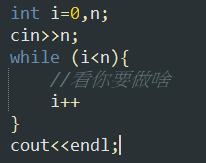 int i=0,n;
cin>>n;
while (i<n){
    //看你要做啥
    i++
}
cout<<endl;